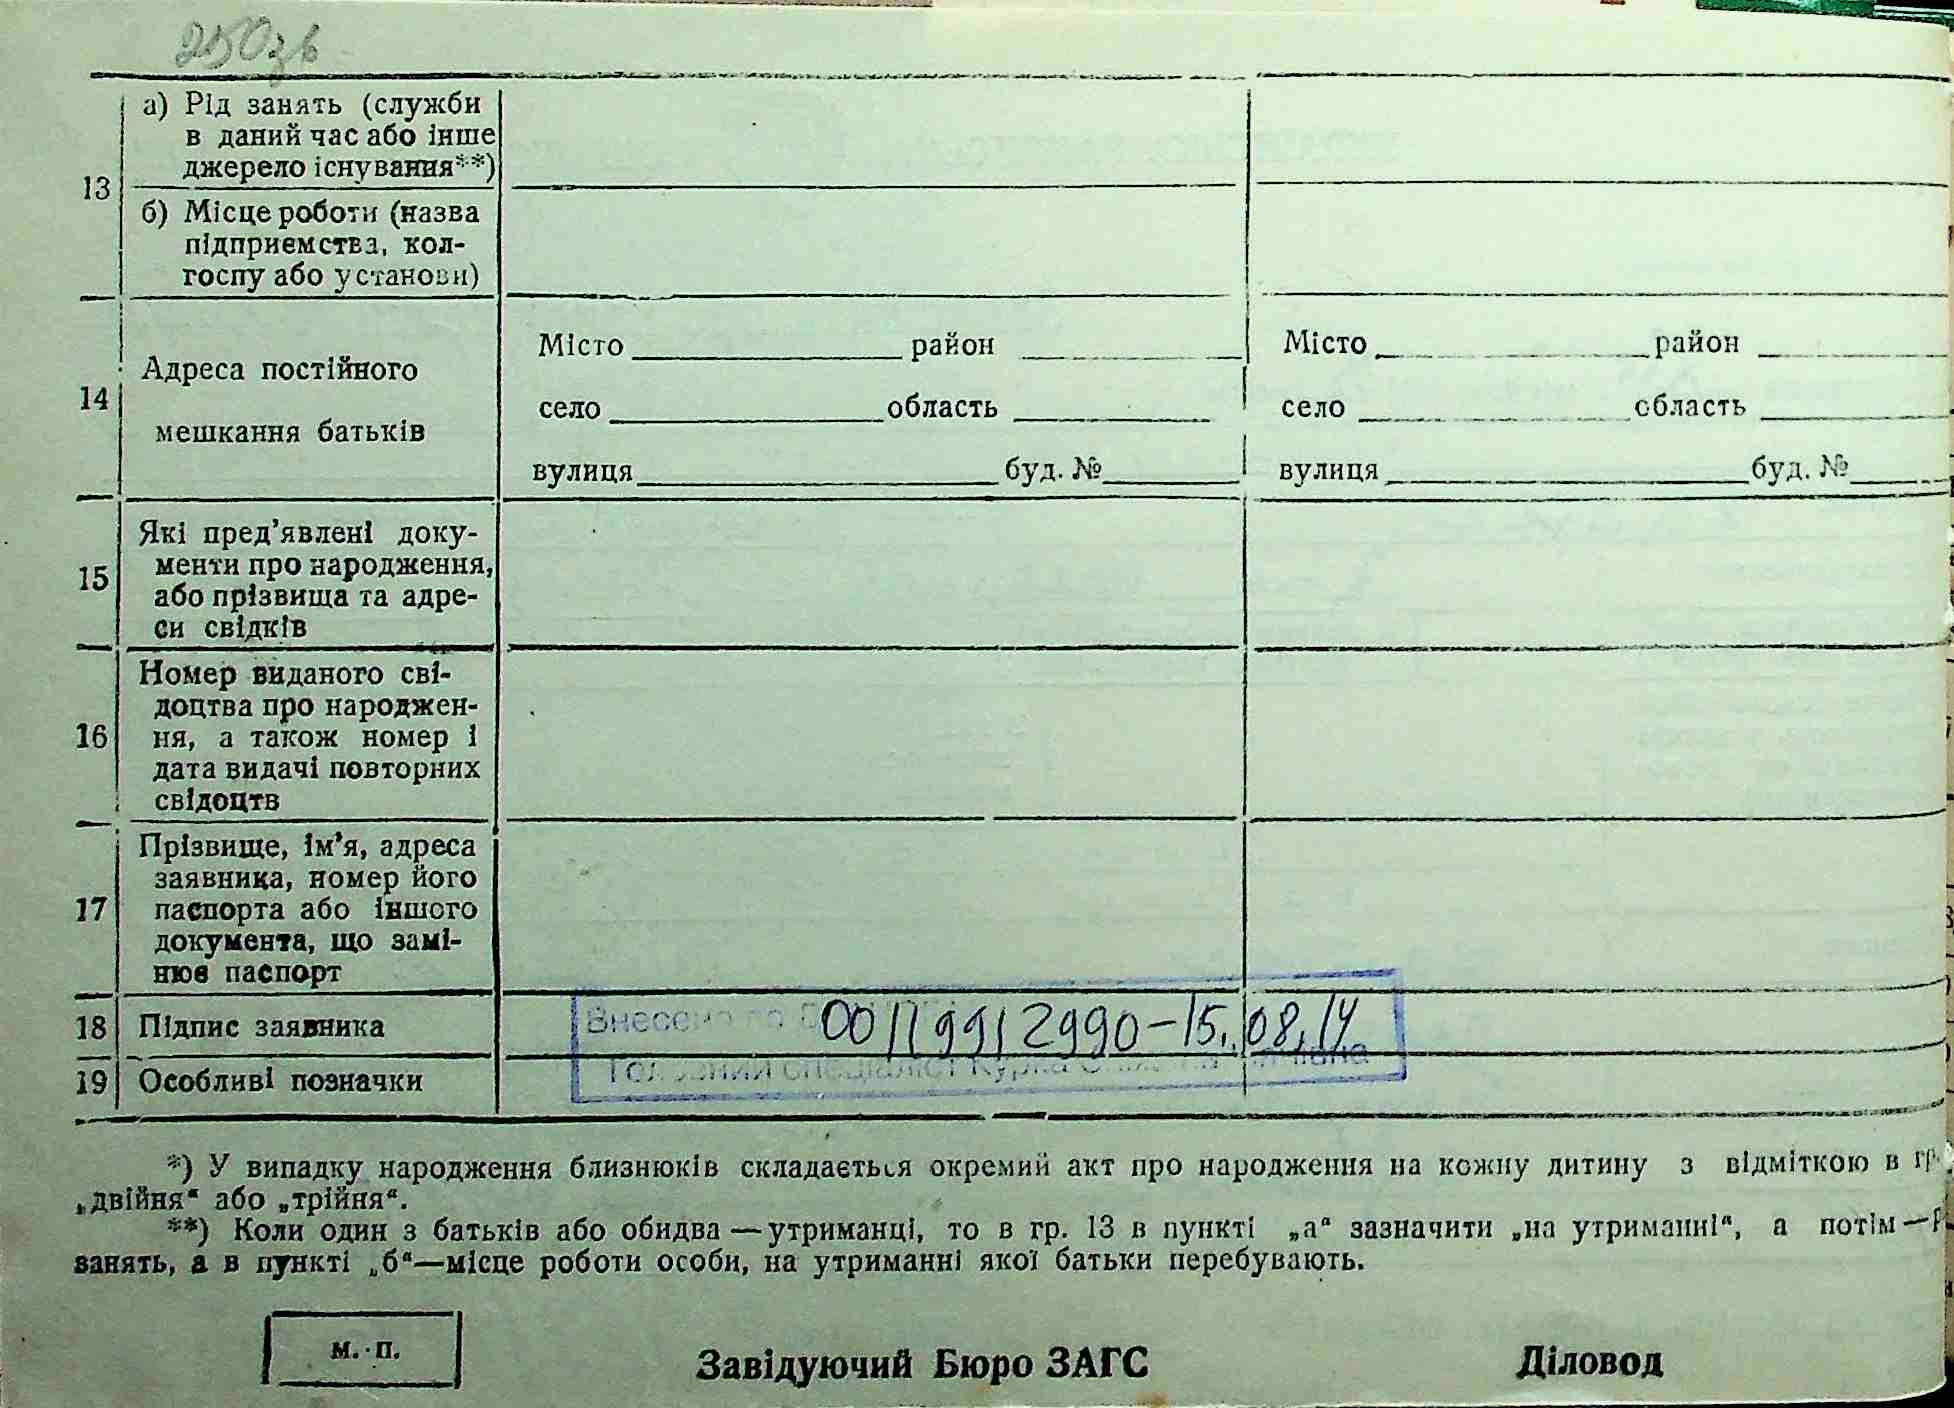 250зв
13
а) Рід занять (служби
в даний час або інше
джерело існування**)
б) Місце роботи (назва
підприємства, кол-
госпу або установи)
14
Адреса постійного
мешкання батьків
Місто район
село область
вулиця буд. №
Місто район
село область
вулиця буд. №
15
Які пред’явлені доку-
менти про народження,
або прізвища та адре-
си свідків
16
Номер виданого сві-
доцтва про народжен-
ня, а також номер і
дата видачі повторних
свідоцтв
17
Прізвище, ім’я, адреса
заявника, номер його
паспорта або іншого
документа, що замі-
нює паспорт
18 Підпис заявника
Внесено до 00119912990-15.08.14
19 Особливі позначки
Головний спеціаліст Курка
*) У випадку народження близнюків складається окремий акт про народження на кожну дитину з відміткою в гр.
„двійня“ або „трійня“.
**) Коли один з батьків або обидва — утриманці, то в гр. 13 в пункті „а“ зазначити „на утриманні“, а потім —
занять, а в пункті „б“—місце роботи особи, на утриманні якої батьки перебувають.
м. п.
Завідуючий Бюро ЗАГС
Діловод